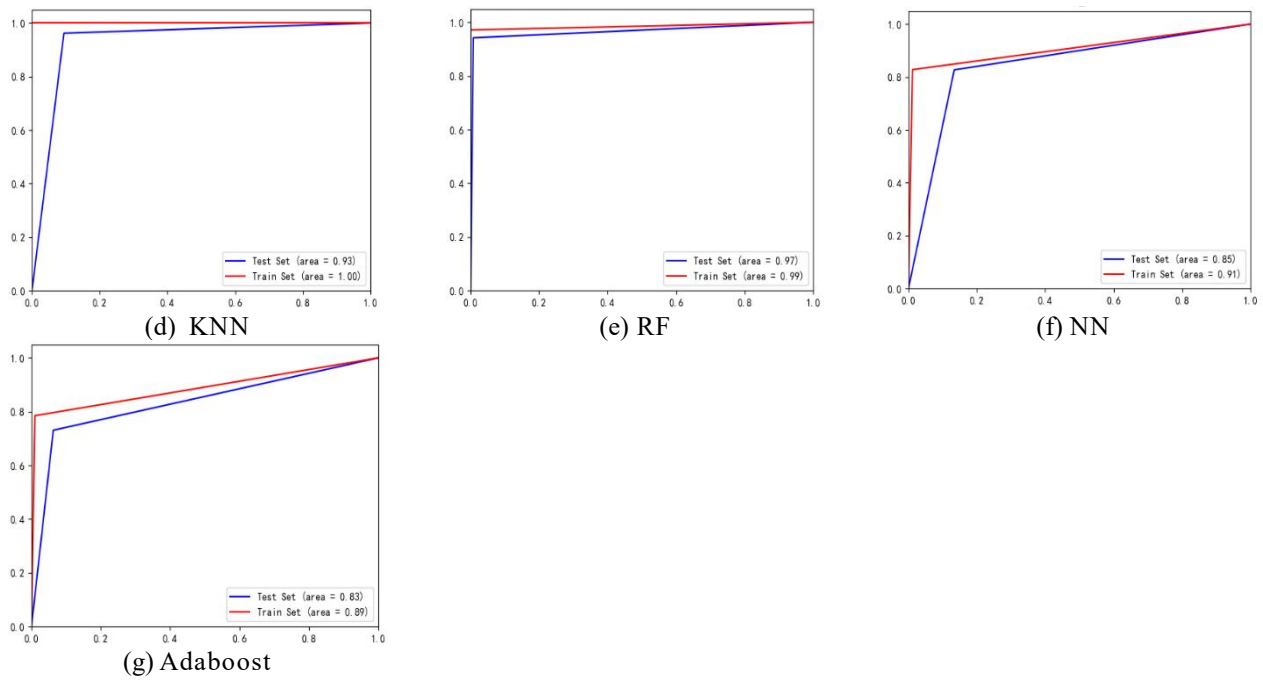 1.0
0.8
0.6
0.4
0.2
0.0
0.0 0.2 0.4 0.6 0.8 1.0
Test Set (area = 0.93)
Train Set (area = 1.00)
(d) KNN
1.0
0.8
0.6
0.4
0.2
0.0
0.0 0.2 0.4 0.6 0.8 1.0
Test Set (area = 0.97)
Train Set (area = 0.99)
(e) RF
1.0
0.8
0.6
0.4
0.2
0.0
0.0 0.2 0.4 0.6 0.8 1.0
Test Set (area = 0.85)
Train Set (area = 0.91)
(f) NN
1.0
0.8
0.6
0.4
0.2
0.0
0.0 0.2 0.4 0.6 0.8 1.0
Test Set (area = 0.83)
Train Set (area = 0.89)
(g) Adaboost